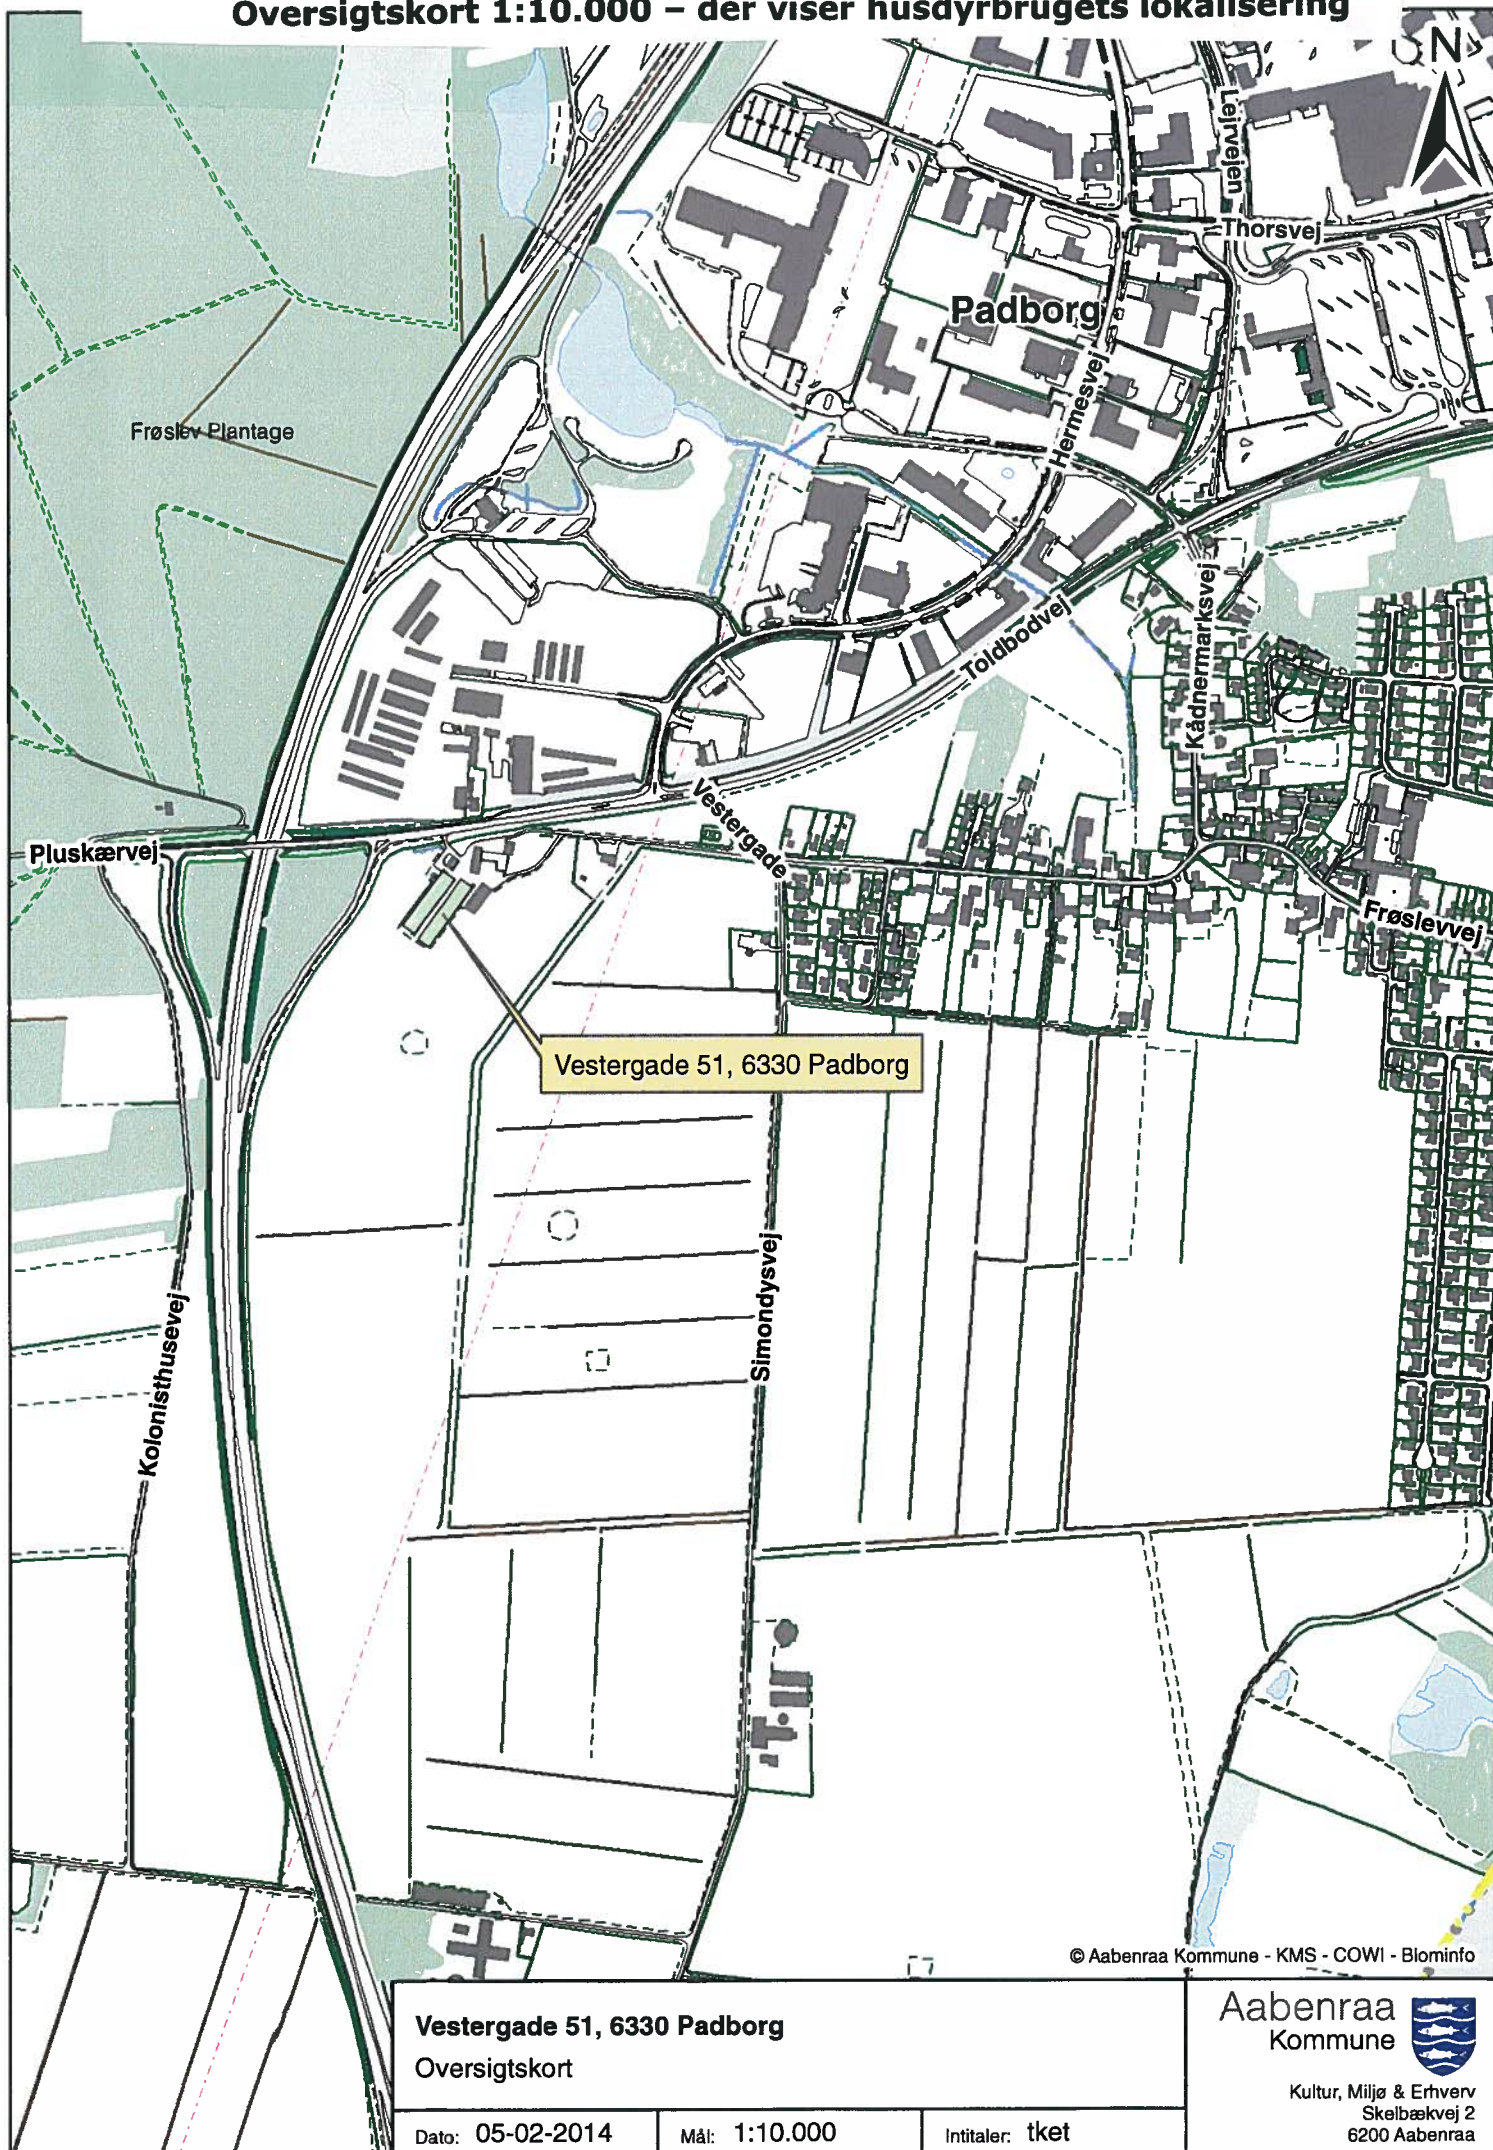 Oversigtskort 1:10.000 – der viser husdyrbrugets lokalisering
N
Lejrvejen
Thorsvej
Padborg
Hermesvej
Frøslev Plantage
Toldbodvej
Kådnermarksvej
Vestergade
Pluskærvej
Frøslevvej
Vestergade 51, 6330 Padborg
Simondysvej
Kolonisthusevej
© Aabenraa Kommune - KMS - COWI - Blominfo
Vestergade 51, 6330 Padborg
Oversigtskort
Dato: 05-02-2014
Mål: 1:10.000
Intitaler: tket
Aabenraa
Kommune
Kultur, Miljø & Erhverv
Skelbækvej 2
6200 Aabenraa